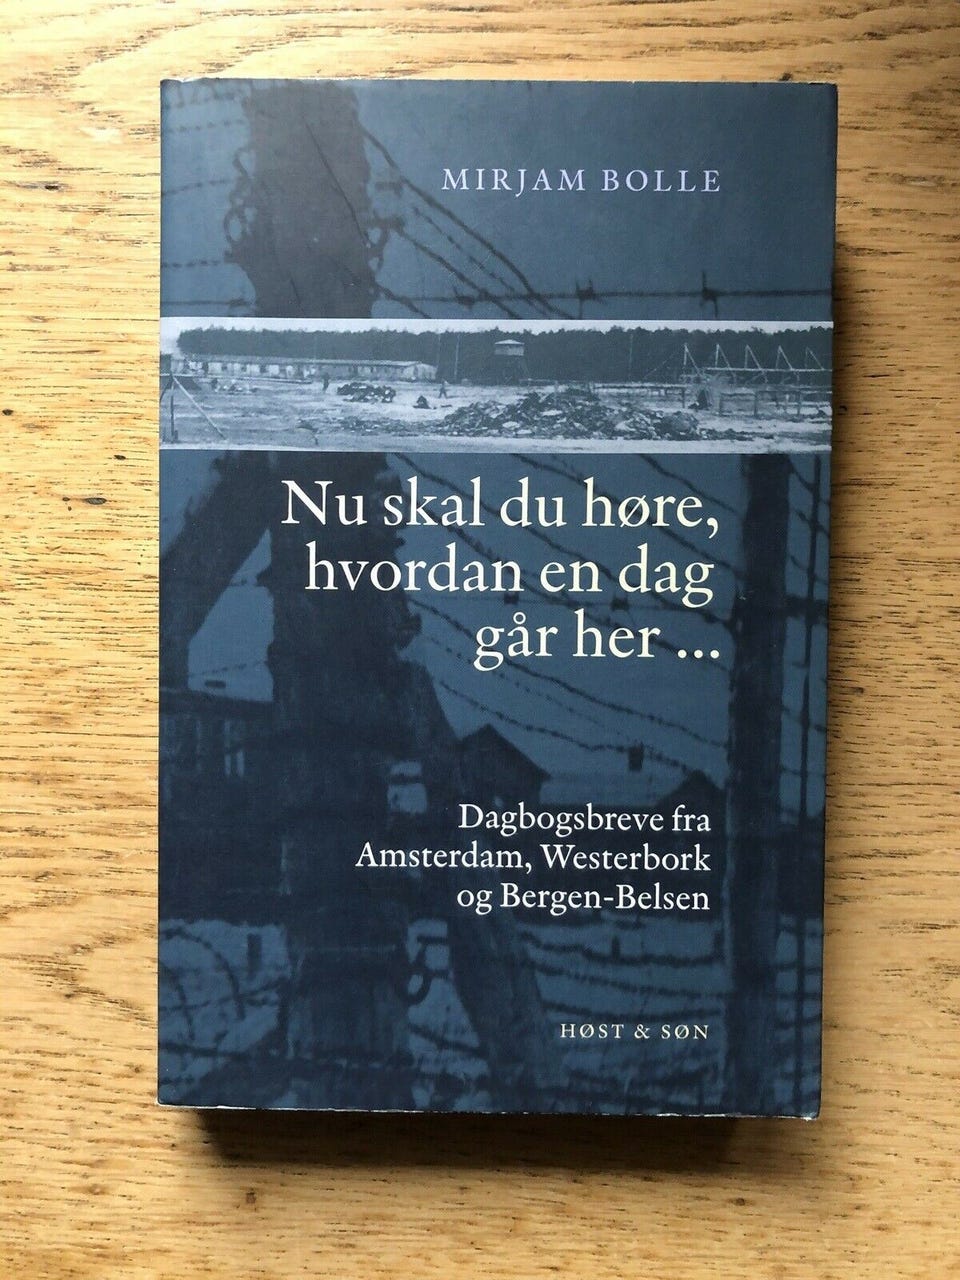 MIRJAM BOLLE
Nu skal du høre,
hvordan en dag
går her ...
Dagbogsbreve fra
Amsterdam, Westerbork
og Bergen-Belsen
HØST & SØN